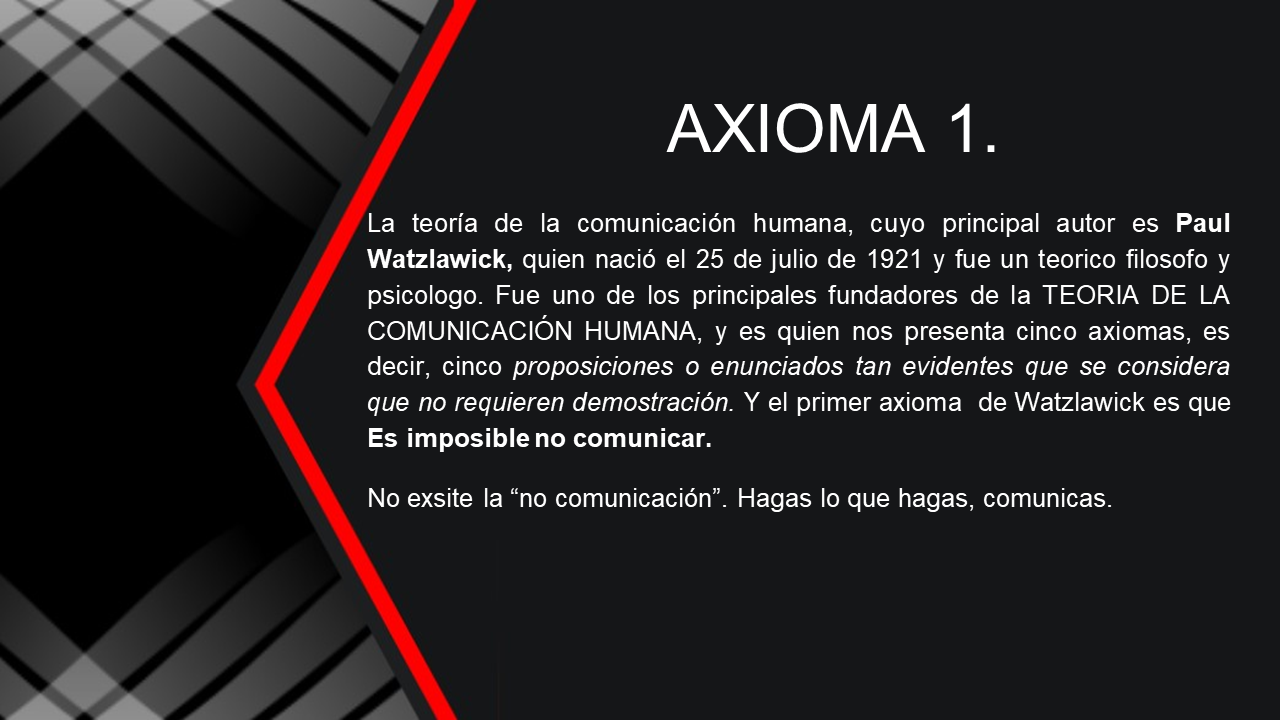 AXIOMA 1.
La teoría de la comunicación humana, cuyo principal autor es Paul
Watzlawick, quien nació el 25 de julio de 1921 y fue un teorico filosofo y
psicologo. Fue uno de los principales fundadores de la TEORIA DE LA
COMUNICACIÓN HUMANA, y es quien nos presenta cinco axiomas, es
decir, cinco proposiciones o enunciados tan evidentes que se considera
que no requieren demostración. Y el primer axioma  de Watzlawick es que
Es imposible no comunicar.
No exsite la “no comunicación”. Hagas lo que hagas, comunicas.